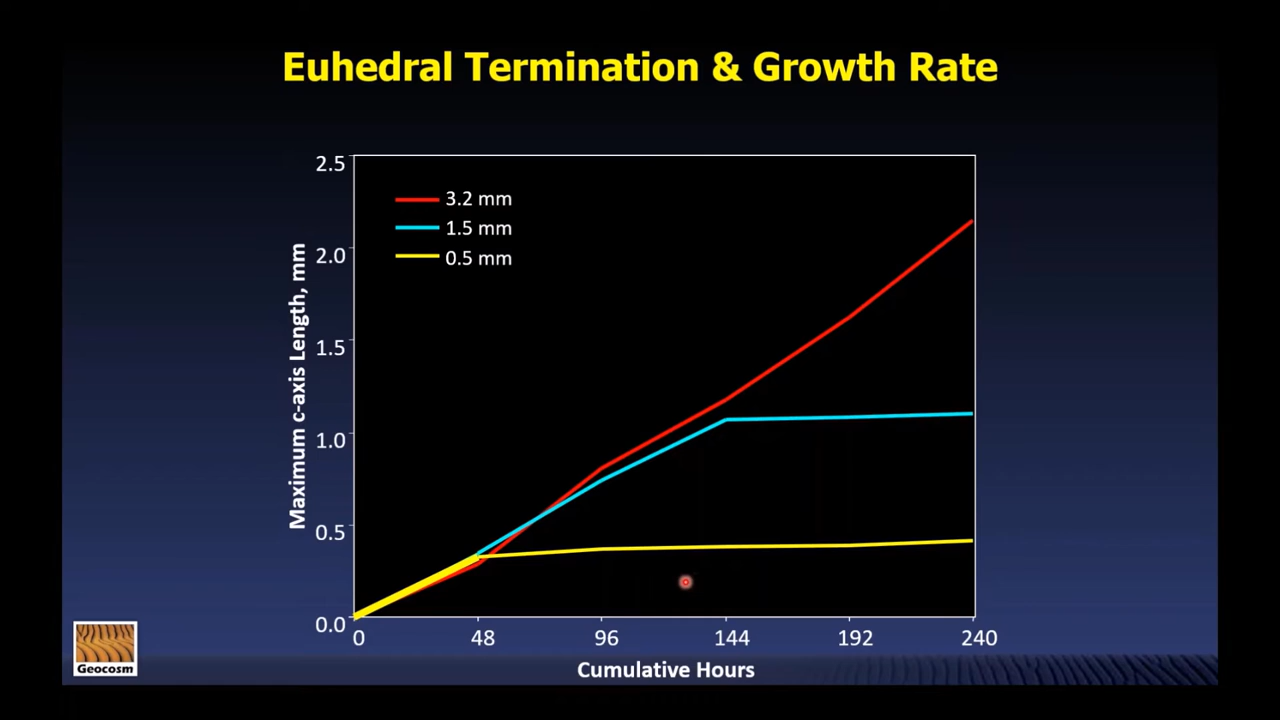 Euhedral Termination & Growth Rate
2.5
2.0
1.5
1.0
0.5
0.0
Maximum c-axis Length, mm
3.2 mm
1.5 mm
0.5 mm
0 48 96 144 192 240
Cumulative Hours
Geocosm